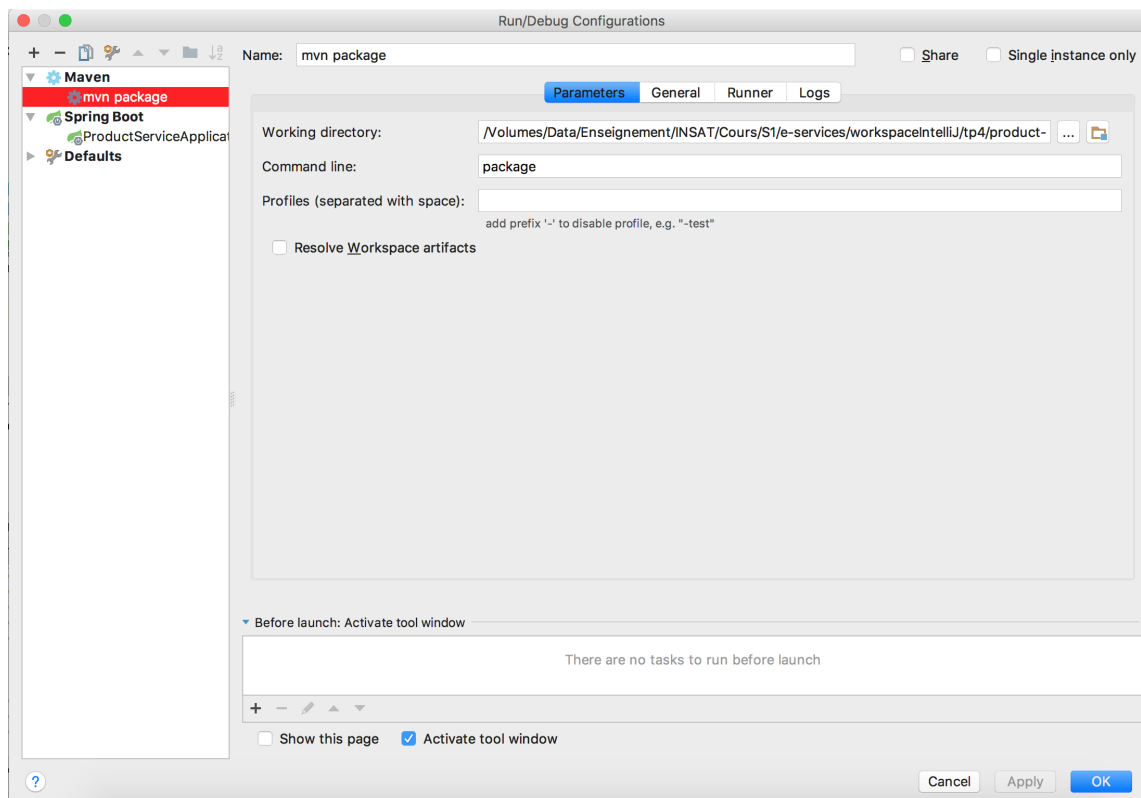 Run/Debug Configurations
Name: mvn package Share Single instance only
Maven
mvn package
Spring Boot
ProductServiceApplicat
Defaults
Parameters General Runner Logs
Working directory: /Volumes/Data/Enseignement/INSAT/Cours/S1/e-services/workspaceIntelliJ/tp4/product- ...
Command line: package
Profiles (separated with space):
add prefix '-' to disable profile, e.g. "-test"
Resolve Workspace artifacts
Before launch: Activate tool window
There are no tasks to run before launch
Show this page Activate tool window
? Cancel Apply OK